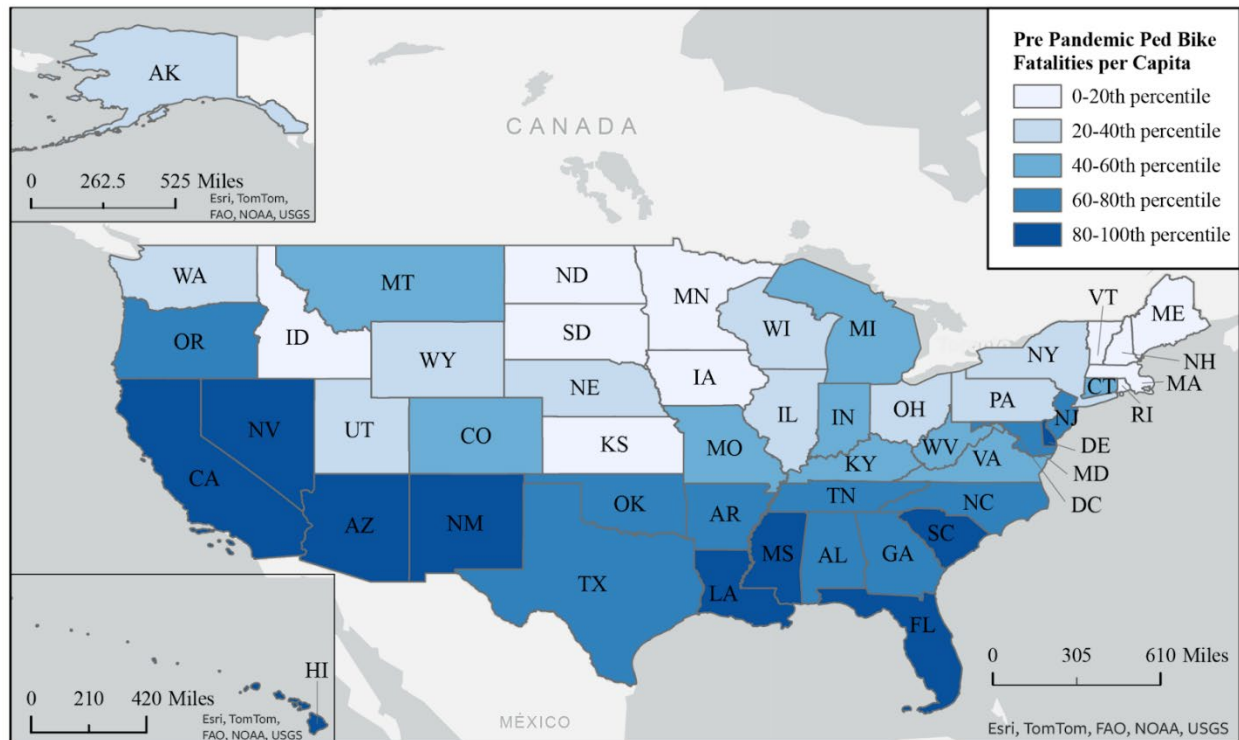 Pre Pandemic Ped Bike
Fatalities per Capita
0-20th percentile
20-40th percentile
40-60th percentile
60-80th percentile
80-100th percentile
AK
0 262.5 525 Miles
Esri, TomTom,
FAO, NOAA, USGS
CANADA
WA
MT
ND
MN
VT
ME
OR
ID
SD
WI
MI
NY
NH
WY
IA
MA
CT
NE
PA
RI
NV
UT
CO
IL
IN
OH
NJ
KS
MO
WV
DE
CA
KY
VA
MD
DC
AZ
NM
OK
AR
TN
NC
TX
MS
AL
GA
SC
LA
FL
HI
0 210 420 Miles
Esri, TomTom,
FAO, NOAA, USGS
MÉXICO
0 305 610 Miles
Esri, TomTom, FAO, NOAA, USGS